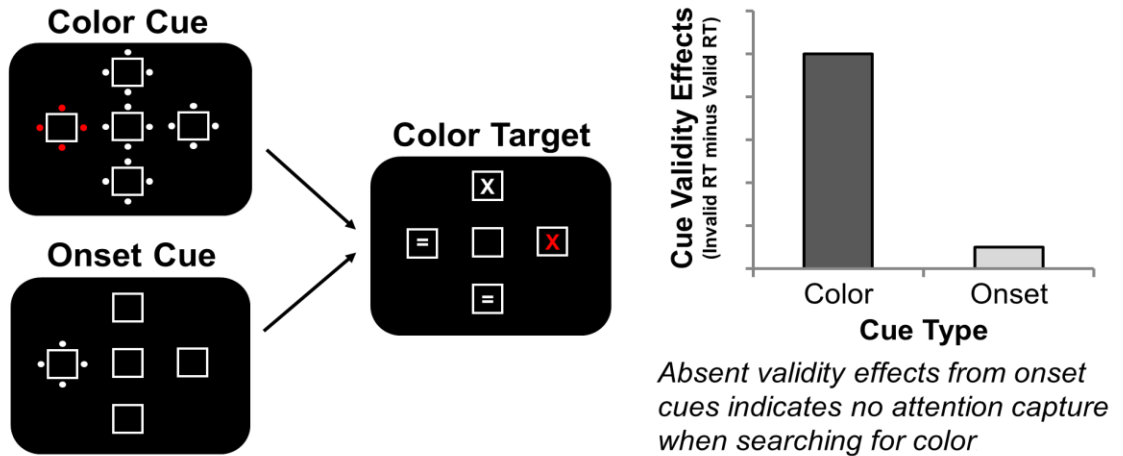 Color Cue
Onset Cue
Color Target
X
=
X
=
Cue Validity Effects
(Invalid RT minus Valid RT)
Color
Onset
Cue Type
Absent validity effects from onset
cues indicates no attention capture
when searching for color